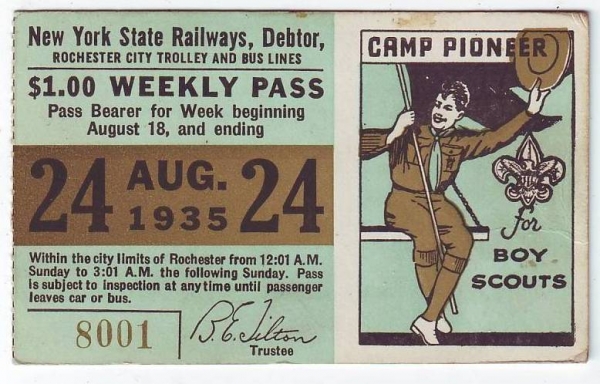 New York State Railways, Debtor,
ROCHESTER CITY TROLLEY AND BUS LINES
$1.00 WEEKLY PASS
Pass Bearer for Week beginning
August 18, and ending
24 AUG. 1935 24
Within the city limits of Rochester from 12:01 A.M.
Sunday to 3:01 A.M. the following Sunday. Pass
is subject to inspection at any time until passenger
leaves car or bus.
8001
B.E. Tilton
Trustee
CAMP PIONEER
for
BOY
SCOUTS